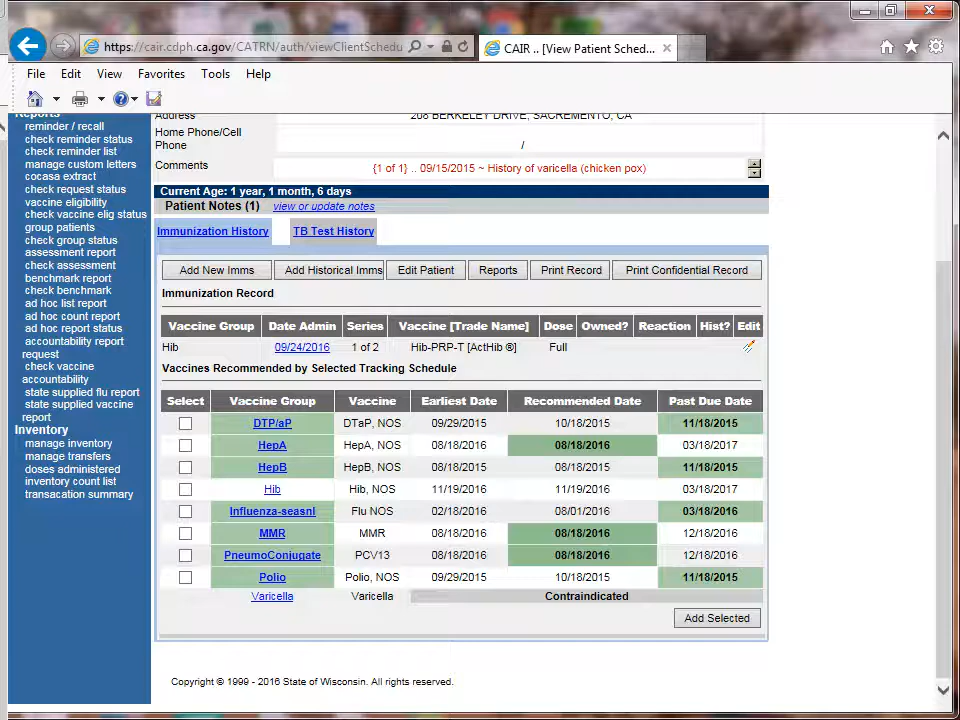 https://cair.cdph.ca.gov/CATRN/auth/viewClientSchedu
CAIR .. [View Patient Sched...
File Edit View Favorites Tools Help
Reports
reminder / recall
check reminder status
check reminder list
manage custom letters
cocasa extract
check request status
vaccine eligibility
check vaccine elig status
group patients
check group status
assessment report
check assessment
benchmark report
check benchmark
ad hoc list report
ad hoc count report
ad hoc report status
accountability report
request
check vaccine
accountability
state supplied flu report
state supplied vaccine
report
Inventory
manage inventory
manage transfers
doses administered
inventory count list
transacation summary
Address 208 BERKELEY DRIVE, SACREMENTO, CA
Home Phone/Cell
Phone /
Comments {1 of 1} .. 09/15/2015 ~ History of varicella (chicken pox)
Current Age: 1 year, 1 month, 6 days
Patient Notes (1) view or update notes
Immunization History TB Test History
Add New Imms Add Historical Imms Edit Patient Reports Print Record Print Confidential Record
Immunization Record
Vaccine Group Date Admin Series Vaccine [Trade Name] Dose Owned? Reaction Hist? Edit
Hib 09/24/2016 1 of 2 Hib-PRP-T [ActHib ®] Full
Vaccines Recommended by Selected Tracking Schedule
Select Vaccine Group Vaccine Earliest Date Recommended Date Past Due Date
DTP/aP DTaP, NOS 09/29/2015 10/18/2015 11/18/2015
HepA HepA, NOS 08/18/2016 08/18/2016 03/18/2017
HepB HepB, NOS 08/18/2015 08/18/2015 11/18/2015
Hib Hib, NOS 11/19/2016 11/19/2016 03/18/2017
Influenza-seasnl Flu NOS 02/18/2016 08/01/2016 03/18/2016
MMR MMR 08/18/2016 08/18/2016 12/18/2016
PneumoConjugate PCV13 08/18/2016 08/18/2016 12/18/2016
Polio Polio, NOS 09/29/2015 10/18/2015 11/18/2015
Varicella Varicella Contraindicated
Add Selected
Copyright © 1999 - 2016 State of Wisconsin. All rights reserved.